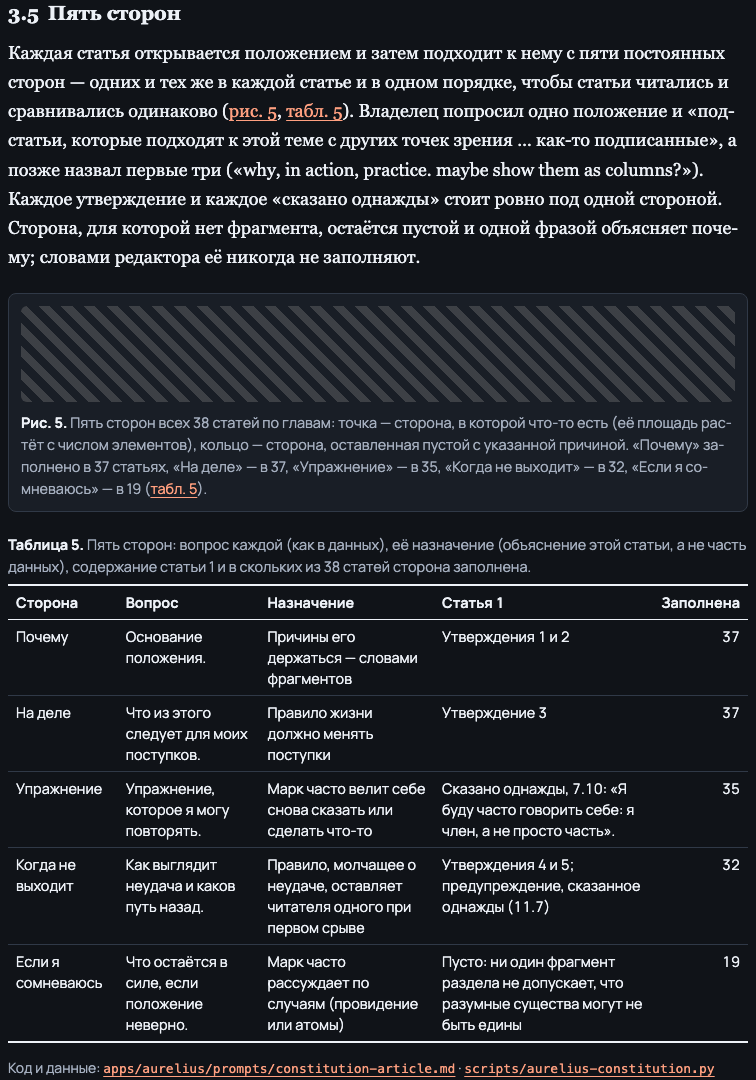 3.5 Пять сторон
Каждая статья открывается положением и затем подходит к нему с пяти постоянных
сторон — одних и тех же в каждой статье и в одном порядке, чтобы статьи читались и
сравнивались одинаково (рис. 5, табл. 5). Владелец попросил одно положение и «под-
статьи, которые подходят к этой теме с других точек зрения ... как-то подписанные», а
позже назвал первые три («why, in action, practice. maybe show them as columns?»).
Каждое утверждение и каждое «сказано однажды» стоит ровно под одной стороной.
Сторона, для которой нет фрагмента, остаётся пустой и одной фразой объясняет поче-
му; словами редактора её никогда не заполняют.
Рис. 5. Пять сторон всех 38 статей по главам: точка — сторона, в которой что-то есть (её площадь рас-
тёт с числом элементов), кольцо — сторона, оставленная пустой с указанной причиной. «Почему» за-
полнено в 37 статьях, «На деле» — в 37, «Упражнение» — в 35, «Когда не выходит» — в 32, «Если я со-
мневаюсь» — в 19 (табл. 5).
Таблица 5. Пять сторон: вопрос каждой (как в данных), её назначение (объяснение этой статьи, а не часть
данных), содержание статьи 1 и в скольких из 38 статей сторона заполнена.
Сторона Вопрос Назначение Статья 1 Заполнена
Почему Основание Причины его Утверждения 1 и 2 37
положения. держаться — словами
фрагментов
На деле Что из этого Правило жизни Утверждение 3 37
следует для моих должно менять
поступков. поступки
Упражнение Упражнение, Марк часто велит себе Сказано однажды, 7.10: «Я 35
которое я могу снова сказать или буду часто говорить себе: я
повторять. сделать что-то член, а не просто часть».
Когда не Как выглядит Правило, молчащее о Утверждения 4 и 5; 32
выходит неудача и каков неудаче, оставляет предупреждение, сказанное
путь назад. читателя одного при однажды (11.7)
первом срыве
Если я Что остаётся в Марк часто Пусто: ни один фрагмент 19
сомневаюсь силе, если рассуждает по раздела не допускает, что
положение случаям (провидение разумные существа могут не
неверно. или атомы) быть едины
Код и данные: apps/aurelius/prompts/constitution-article.md · scripts/aurelius-constitution.py